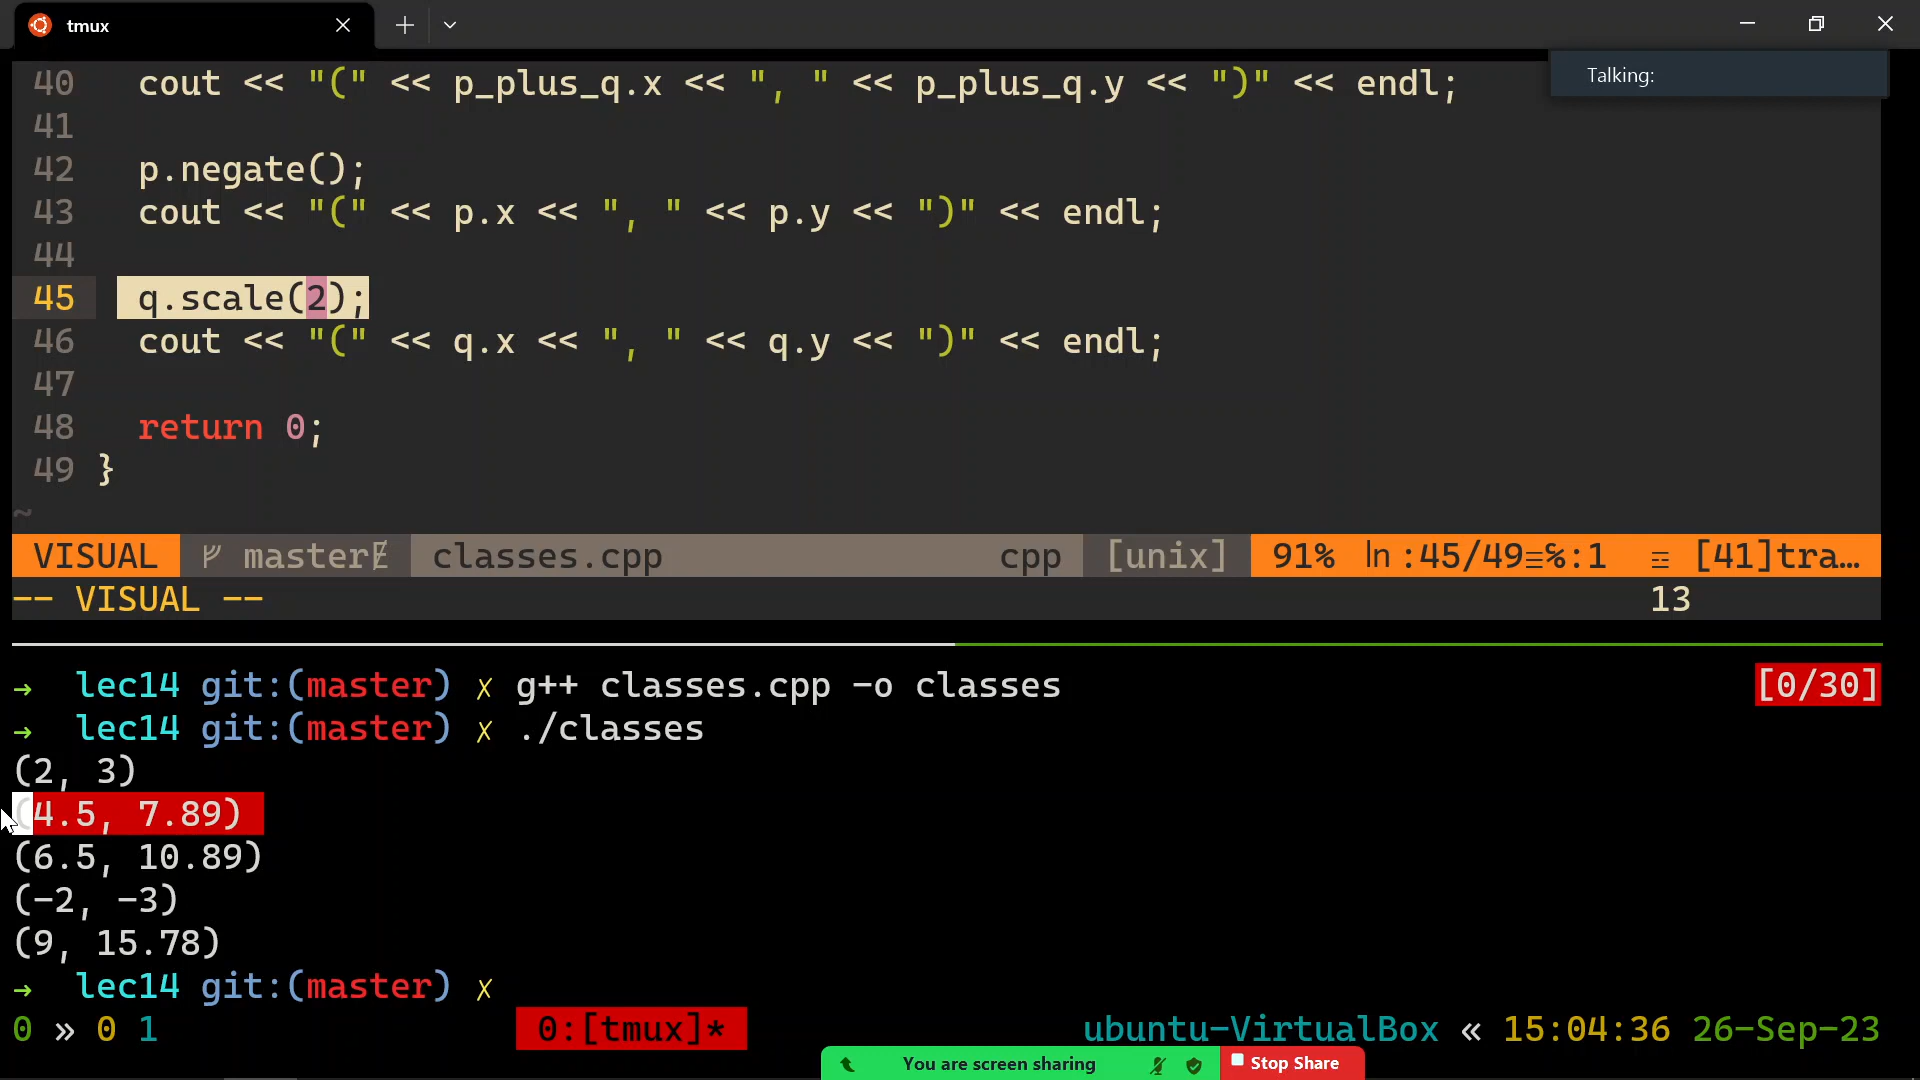 tmux
Talking:
40 cout << "(" << p_plus_q.x << ", " << p_plus_q.y << ")" << endl;
41
42 p.negate();
43 cout << "(" << p.x << ", " << p.y << ")" << endl;
44
45 q.scale(2);
46 cout << "(" << q.x << ", " << q.y << ")" << endl;
47
48 return 0;
49 }
~
VISUAL master classes.cpp cpp [unix] 91% ln :45/49≡℅:1 ☲ [41]tra…
-- VISUAL -- 13
→ lec14 git:(master) ✗ g++ classes.cpp -o classes [0/30]
→ lec14 git:(master) ✗ ./classes
(2, 3)
(4.5, 7.89)
(6.5, 10.89)
(-2, -3)
(9, 15.78)
→ lec14 git:(master) ✗
0 » 0 1 0:[tmux]* ubuntu-VirtualBox « 15:04:36 26-Sep-23
You are screen sharing Stop Share